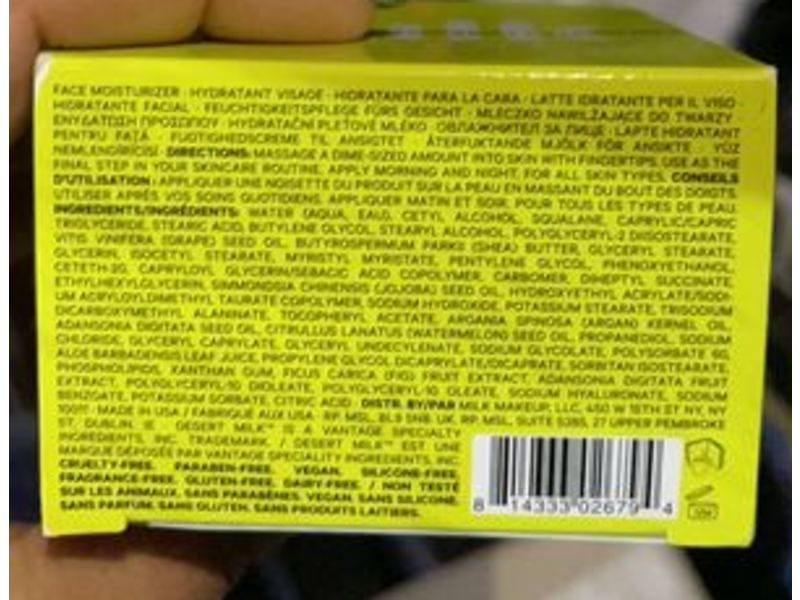 FACE MOISTURIZER · HYDRATANT VISAGE · HIDRATANTE PARA LA CARA · LATTE IDRATANTE PER IL VISO ·
HIDRATANTE FACIAL · FEUCHTIGKEITSPFLEGE FÜRS GESICHT · MLECZKO NAWILŻAJĄCE DO TWARZY ·
ΕΝΥΔΑΤΩΣΗ ΠΡΟΣΩΠΟΥ · HYDRATAČNÍ PLEŤOVÉ MLÉKO · ОВЛАЖНИТЕЛ ЗА ЛИЦЕ · LAPTE HIDRATANT
PENTRU FAȚĂ · FUGTIGHEDSCREME TIL ANSIGTET · ÅTERFUKTANDE MJÖLK FÖR ANSIKTE · YÜZ
NEMLENDİRİCİSİ · DIRECTIONS: MASSAGE A DIME-SIZED AMOUNT INTO SKIN WITH FINGERTIPS. USE AS THE
FINAL STEP IN YOUR SKINCARE ROUTINE. APPLY MORNING AND NIGHT. FOR ALL SKIN TYPES. CONSEILS
D'UTILISATION : APPLIQUER UNE NOISETTE DU PRODUIT SUR LA PEAU EN MASSANT DU BOUT DES DOIGTS.
UTILISER APRÈS VOS SOINS QUOTIDIENS. APPLIQUER MATIN ET SOIR. POUR TOUS LES TYPES DE PEAU.
INGREDIENTS/INGRÉDIENTS: WATER (AQUA, EAU), CETYL ALCOHOL, SQUALANE, CAPRYLIC/CAPRIC
TRIGLYCERIDE, STEARIC ACID, BUTYLENE GLYCOL, STEARYL ALCOHOL, POLYGLYCERYL-2 DIISOSTEARATE,
VITIS VINIFERA (GRAPE) SEED OIL, BUTYROSPERMUM PARKII (SHEA) BUTTER, GLYCERYL STEARATE,
GLYCERIN, ISOCETYL STEARATE, MYRISTYL MYRISTATE, PENTYLENE GLYCOL, PHENOXYETHANOL,
CETETH-20, CAPRYLOYL GLYCERIN/SEBACIC ACID COPOLYMER, CARBOMER, DIHEPTYL SUCCINATE,
ETHYLHEXYLGLYCERIN, SIMMONDSIA CHINENSIS (JOJOBA) SEED OIL, HYDROXYETHYL ACRYLATE/SODI-
UM ACRYLOYLDIMETHYL TAURATE COPOLYMER, SODIUM HYDROXIDE, POTASSIUM STEARATE, TRISODIUM
DICARBOXYMETHYL ALANINATE, TOCOPHERYL ACETATE, ARGANIA SPINOSA (ARGAN) KERNEL OIL,
ADANSONIA DIGITATA SEED OIL, CITRULLUS LANATUS (WATERMELON) SEED OIL, PROPANEDIOL, SODIUM
CHLORIDE, GLYCERYL CAPRYLATE, GLYCERYL UNDECYLENATE, SODIUM GLYCOLATE, POLYSORBATE 60,
ALOE BARBADENSIS LEAF JUICE, PROPYLENE GLYCOL DICAPRYLATE/DICAPRATE, SORBITAN ISOSTEARATE,
PHOSPHOLIPIDS, XANTHAN GUM, FICUS CARICA (FIG) FRUIT EXTRACT, ADANSONIA DIGITATA FRUIT
EXTRACT, POLYGLYCERYL-10 DIOLEATE, POLYGLYCERYL-10 OLEATE, SODIUM HYALURONATE, SODIUM
BENZOATE, POTASSIUM SORBATE, CITRIC ACID. DISTR. BY/PAR MILK MAKEUP, LLC, 450 W 15TH ST NY, NY
10011 · MADE IN USA / FABRIQUÉ AUX USA · RP. MSL, BL9 5NB. UK. RP. MSL, SUITE 5285, 27 UPPER PEMBROKE
ST, DUBLIN, IE · DESERT MILK™ IS A VANTAGE SPECIALTY
INGREDIENTS, INC. TRADEMARK. / DESERT MILK™ EST UNE
MARQUE DÉPOSÉE PAR VANTAGE SPECIALTY INGREDIENTS, INC.
CRUELTY-FREE. PARABEN-FREE. VEGAN. SILICONE-FREE.
FRAGRANCE-FREE. GLUTEN-FREE. DAIRY-FREE. / NON TESTÉ
SUR LES ANIMAUX. SANS PARABÈNES. VEGAN. SANS SILICONE.
SANS PARFUM. SANS GLUTEN. SANS PRODUITS LAITIERS.
8 14333 02679 4